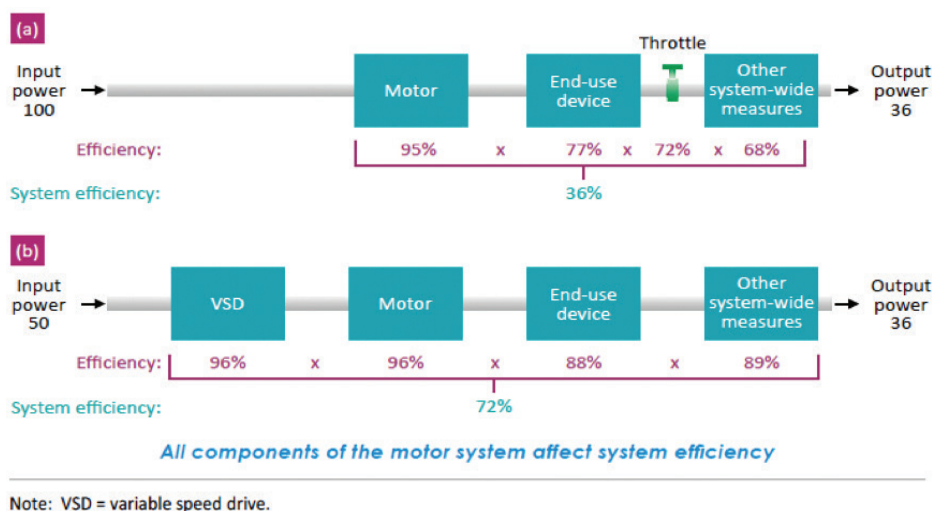 (a)
Throttle
Input
power
100
Motor
End-use
device
Other
system-wide
measures
Output
power
36
Efficiency:
95% x 77% x 72% x 68%
System efficiency:
36%
(b)
Input
power
50
VSD
Motor
End-use
device
Other
system-wide
measures
Output
power
36
Efficiency:
96% x 96% x 88% x 89%
System efficiency:
72%
All components of the motor system affect system efficiency
Note: VSD = variable speed drive.